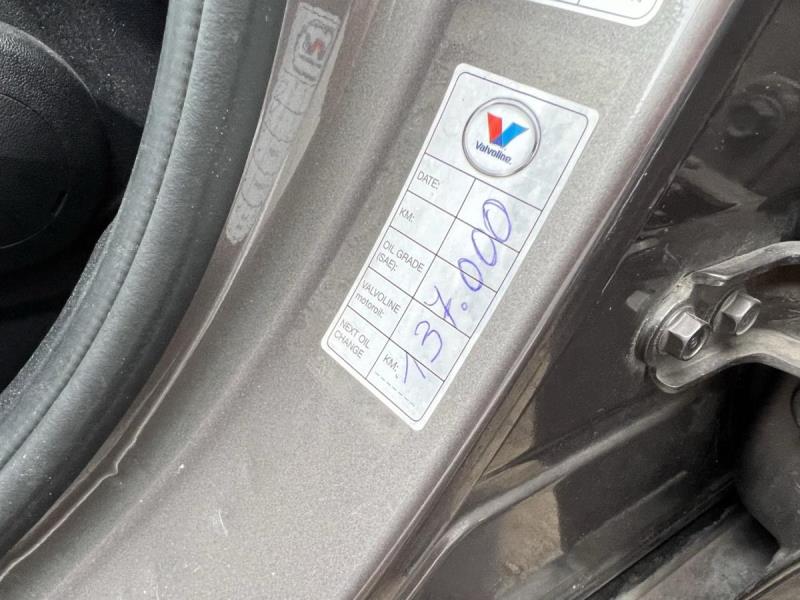 Valvoline
DATE:
KM:
OIL GRADE
(SAE):
VALVOLINE
motoroil:
NEXT OIL
CHANGE
KM:
137.000